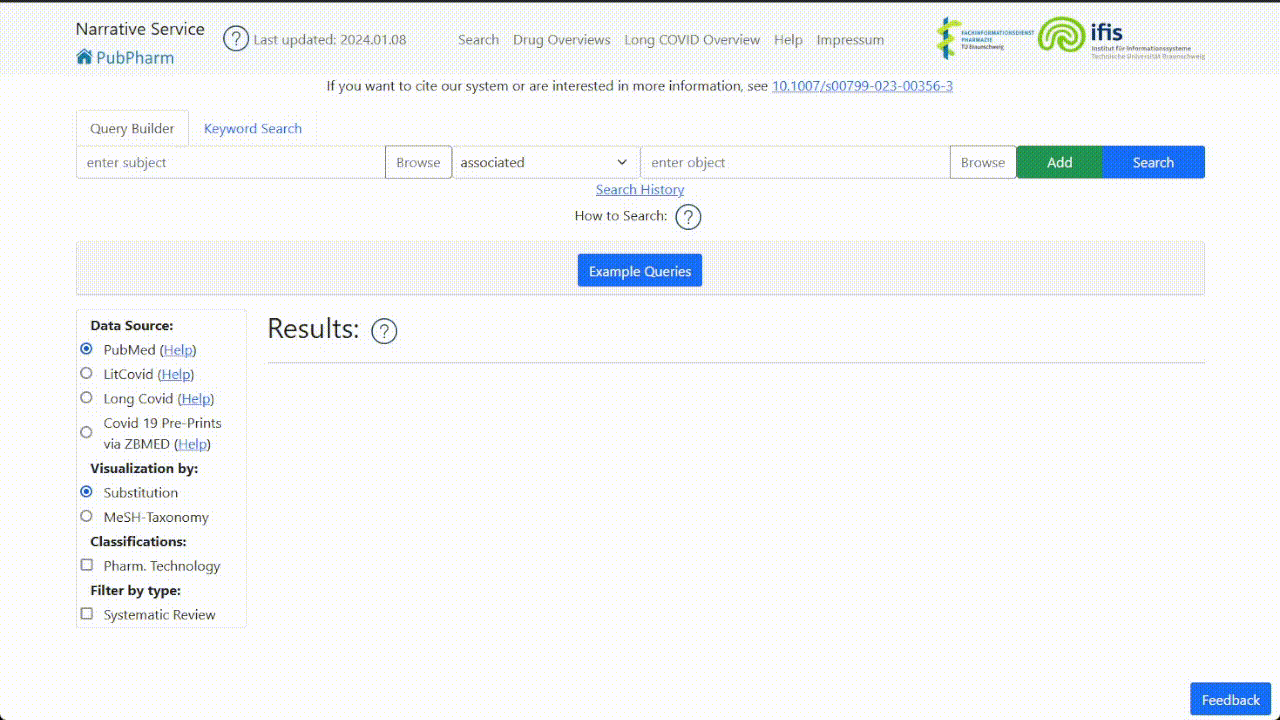 Narrative Service
PubPharm
? Last updated: 2024.01.08
Search Drug Overviews Long COVID Overview Help Impressum
FACHINFORMATIONSDIENST
PHARMAZIE
TU Braunschweig
ifis
Institut für Informationssysteme
Technische Universität Braunschweig
If you want to cite our system or are interested in more information, see 10.1007/s00799-023-00356-3
Query Builder Keyword Search
enter subject Browse associated enter object Browse Add Search
Search History
How to Search: ?
Example Queries
Data Source:
PubMed (Help)
LitCovid (Help)
Long Covid (Help)
Covid 19 Pre-Prints
via ZBMED (Help)
Visualization by:
Substitution
MeSH-Taxonomy
Classifications:
Pharm. Technology
Filter by type:
Systematic Review
Results: ?
Feedback